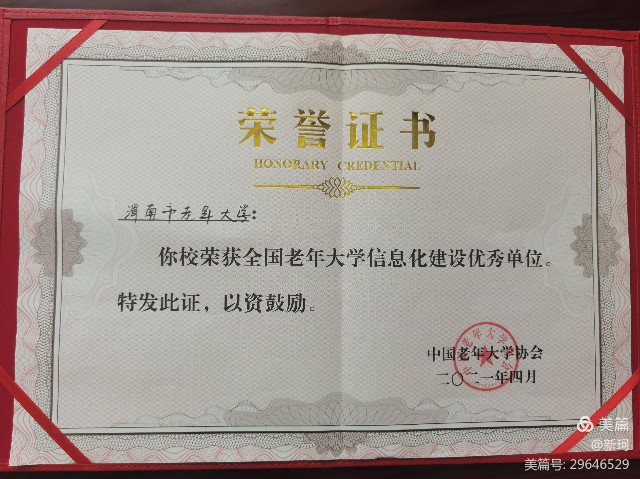 荣誉证书
HONORARY CREDENTIAL
渭南市老年大学:
你校荣获全国老年大学信息化建设优秀单位。
特发此证，以资鼓励。
中国老年大学协会
二〇二一年四月
美篇
@新珂
美篇号: 29646529